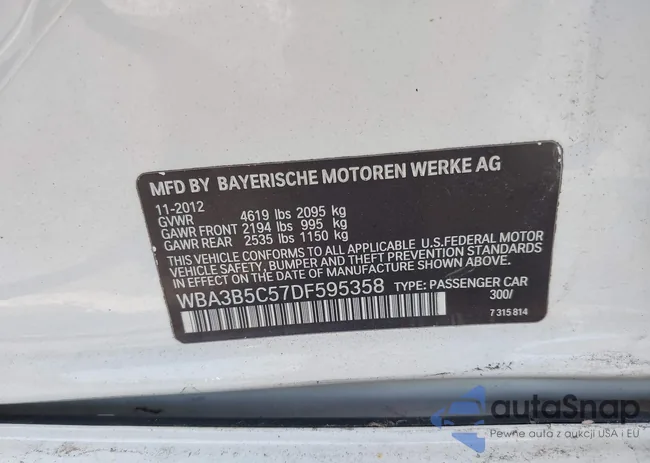 MFD BY BAYERISCHE MOTOREN WERKE AG
11-2012
GVWR 4619 lbs 2095 kg
GAWR FRONT 2194 lbs 995 kg
GAWR REAR 2535 lbs 1150 kg
THIS VEHICLE CONFORMS TO ALL APPLICABLE U.S.FEDERAL MOTOR
VEHICLE SAFETY, BUMPER AND THEFT PREVENTION STANDARDS
IN EFFECT ON THE DATE OF MANUFACTURE SHOWN ABOVE.
WBA3B5C57DF595358 TYPE: PASSENGER CAR
300/
7 315 814
autaSnap
Pewne auta z aukcji USA i EU